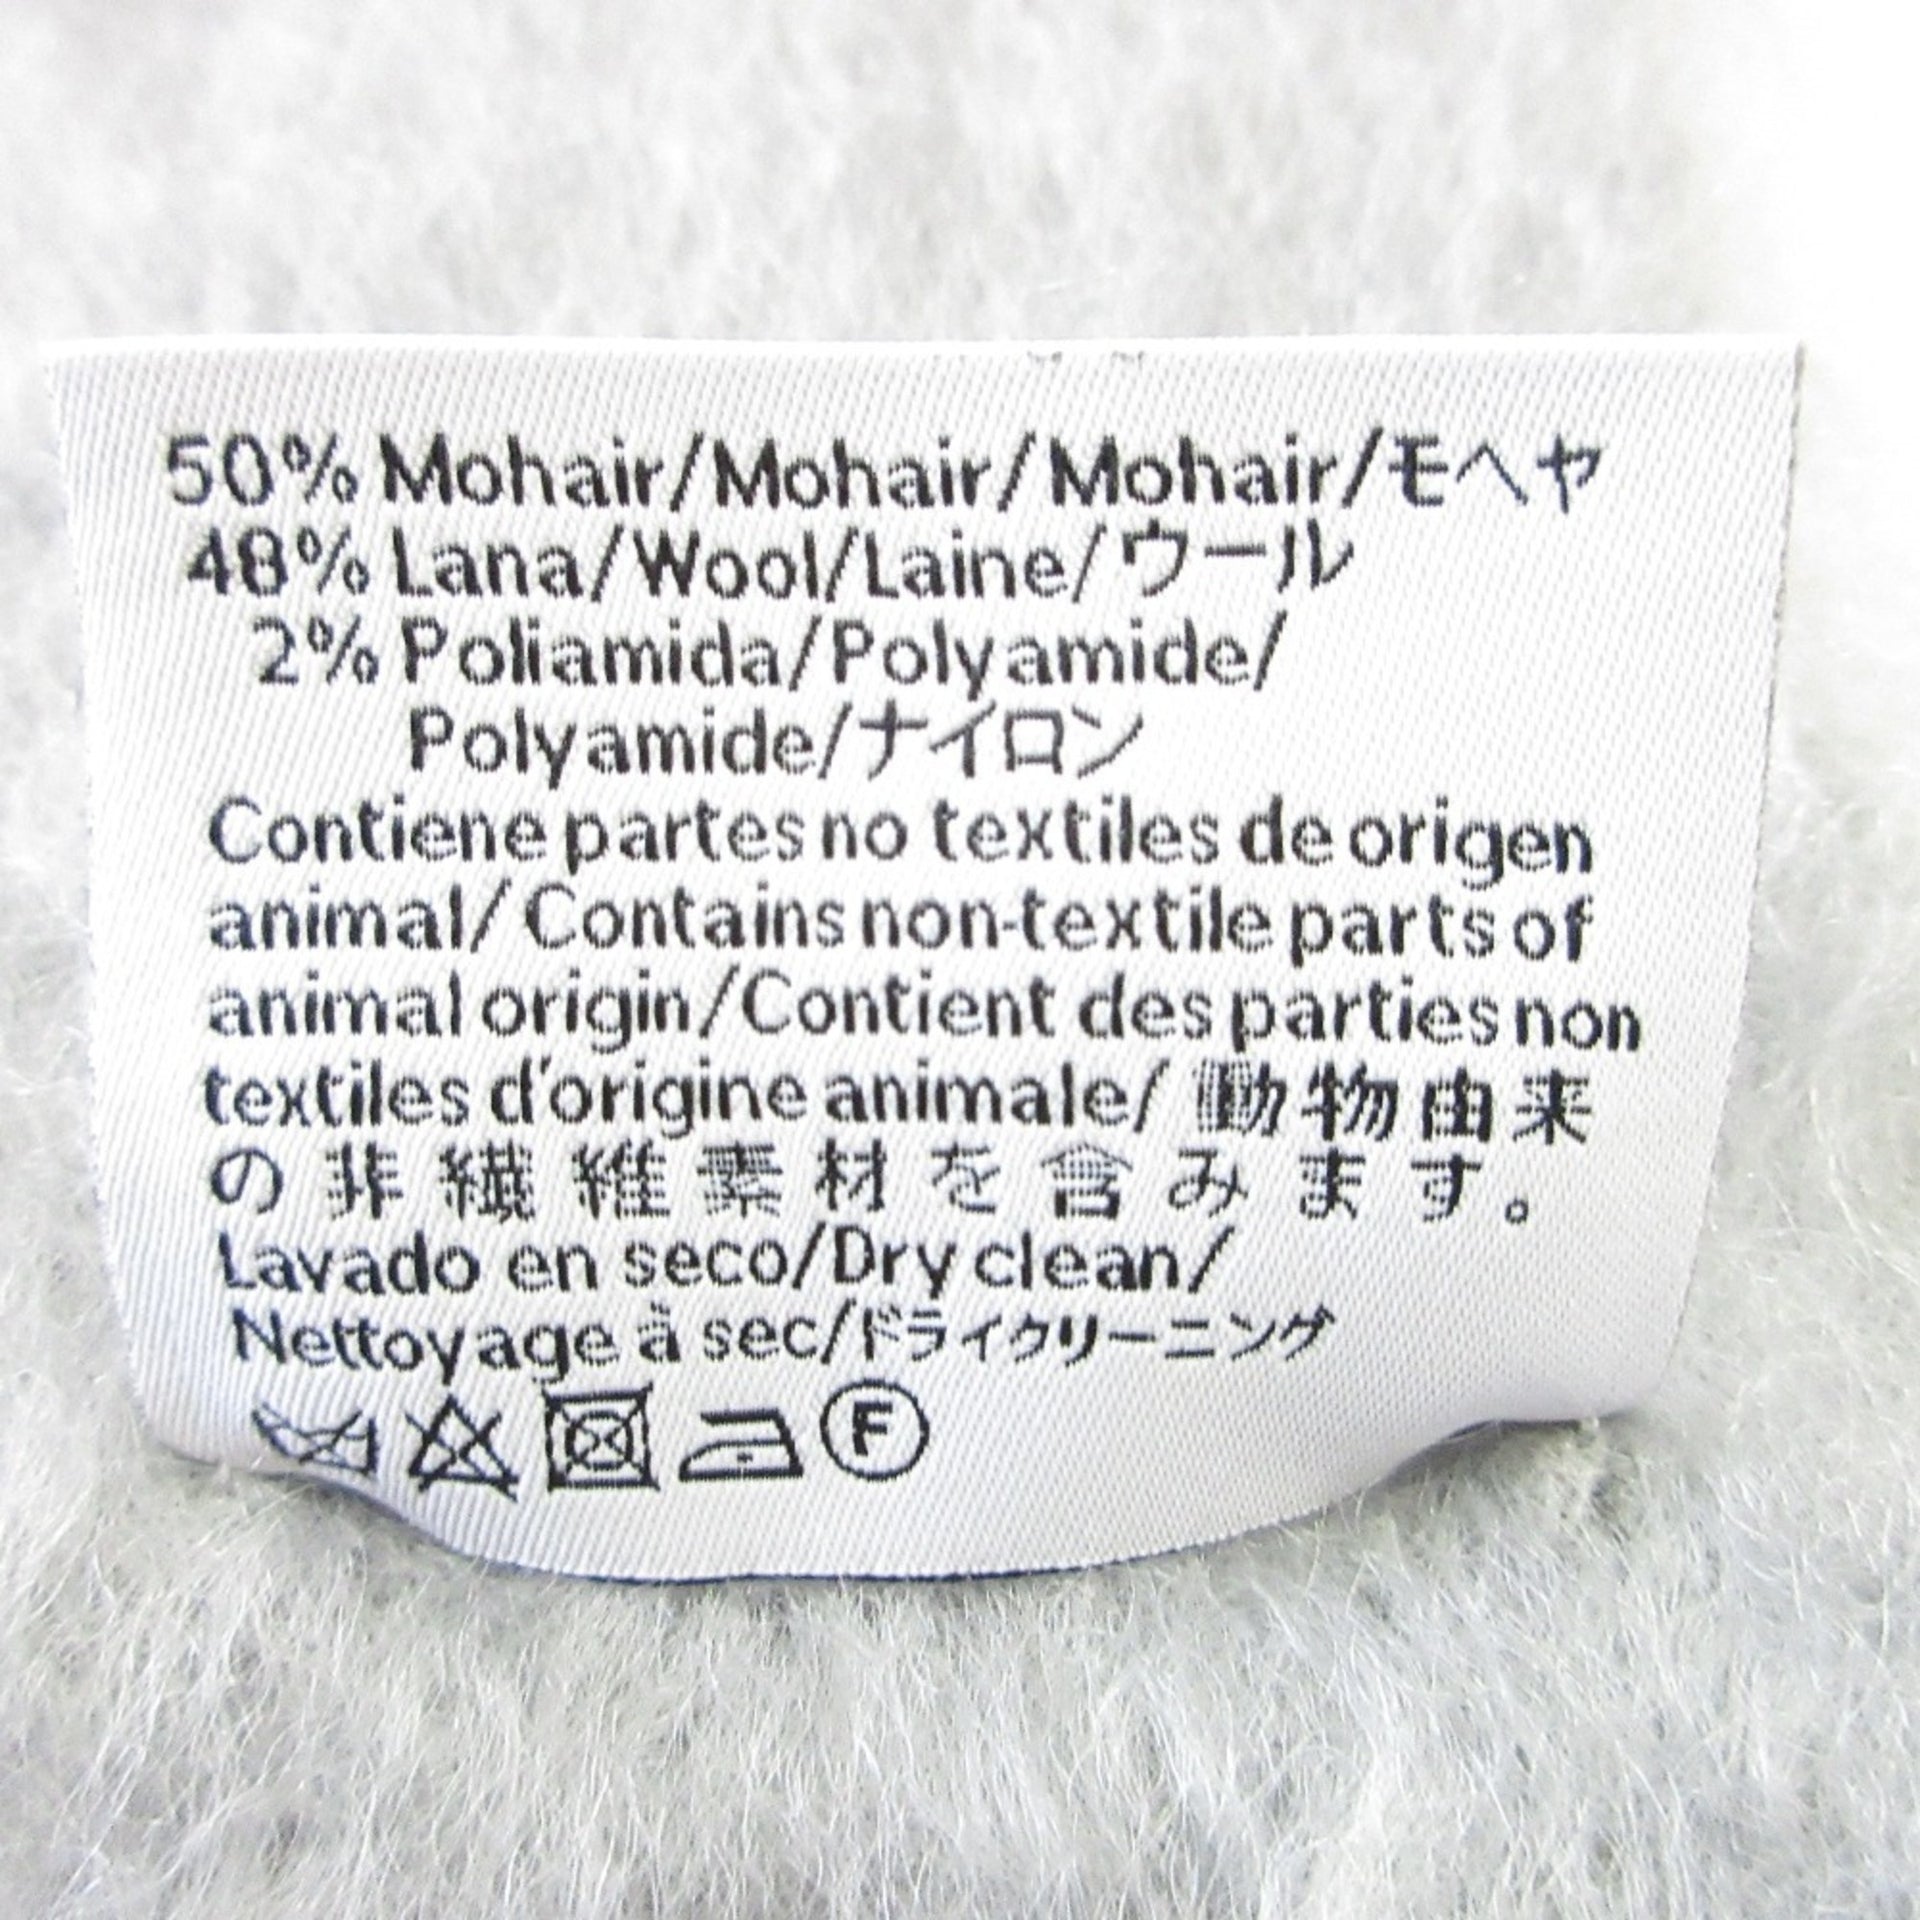 50% Mohair/Mohair/Mohair/モヘヤ
48% Lana/Wool/Laine/ウール
2% Poliamida/Polyamide/
Polyamide/ナイロン
Contiene partes no textiles de origen
animal/Contains non-textile parts of
animal origin/Contient des parties non
textiles d'origine animale/動物由来
の非繊維素材を含みます。
Lavado en seco/Dry clean/
Nettoyage à sec/ドライクリーニング
F